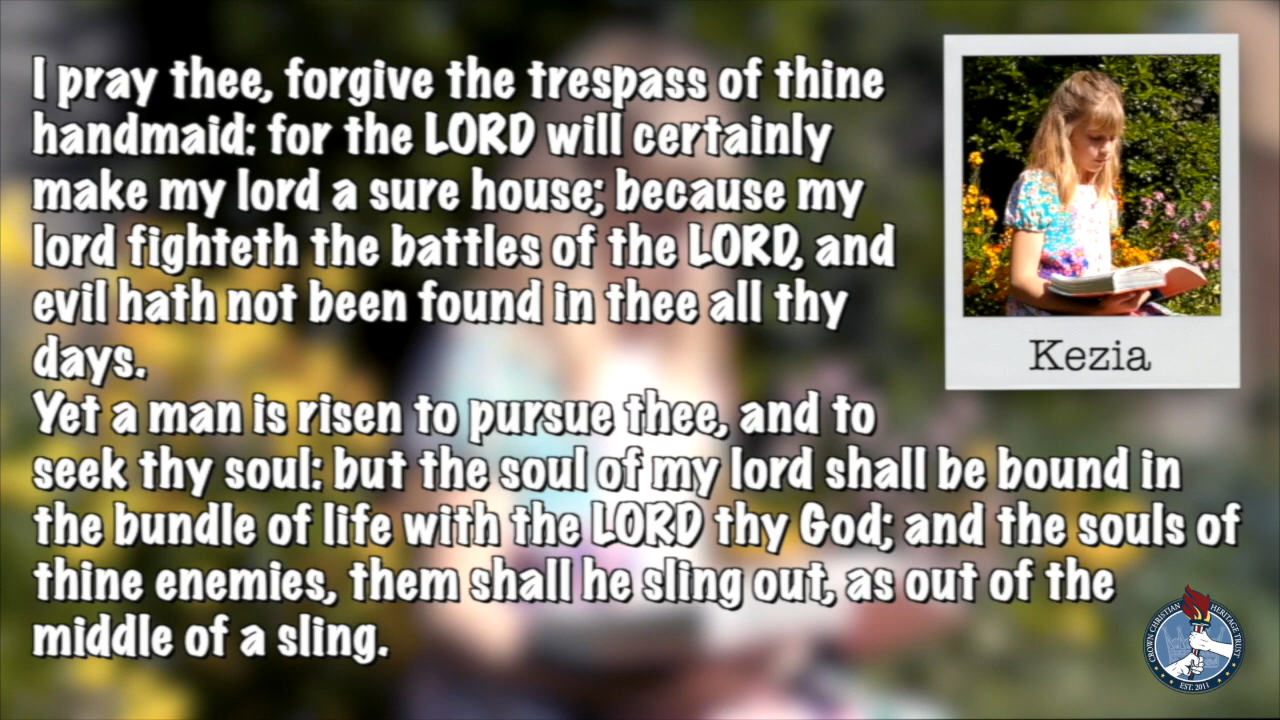 I pray thee, forgive the trespass of thine
handmaid: for the LORD will certainly
make my lord a sure house; because my
lord fighteth the battles of the LORD, and
evil hath not been found in thee all thy
days.
Yet a man is risen to pursue thee, and to
seek thy soul: but the soul of my lord shall be bound in
the bundle of life with the LORD thy God; and the souls of
thine enemies, them shall he sling out, as out of the
middle of a sling.
Kezia
CROWN CHRISTIAN HERITAGE TRUST
EST. 2011